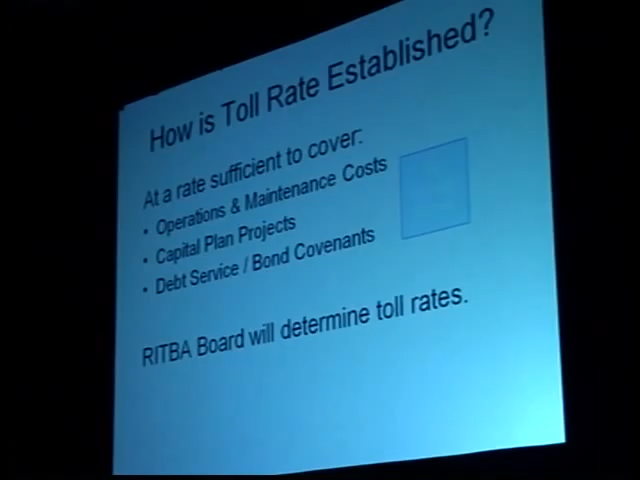 How is Toll Rate Established?
At a rate sufficient to cover:
• Operations & Maintenance Costs
• Capital Plan Projects
• Debt Service / Bond Covenants
RITBA Board will determine toll rates.